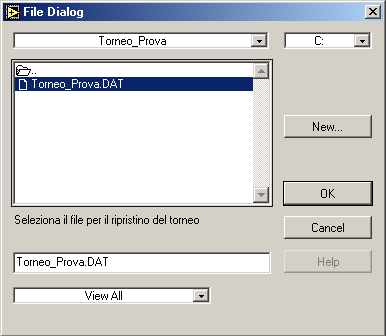 File Dialog
Torneo_Prova
C:
..
Torneo_Prova.DAT
New...
OK
Seleziona il file per il ripristino del torneo
Cancel
Torneo_Prova.DAT
Help
View All